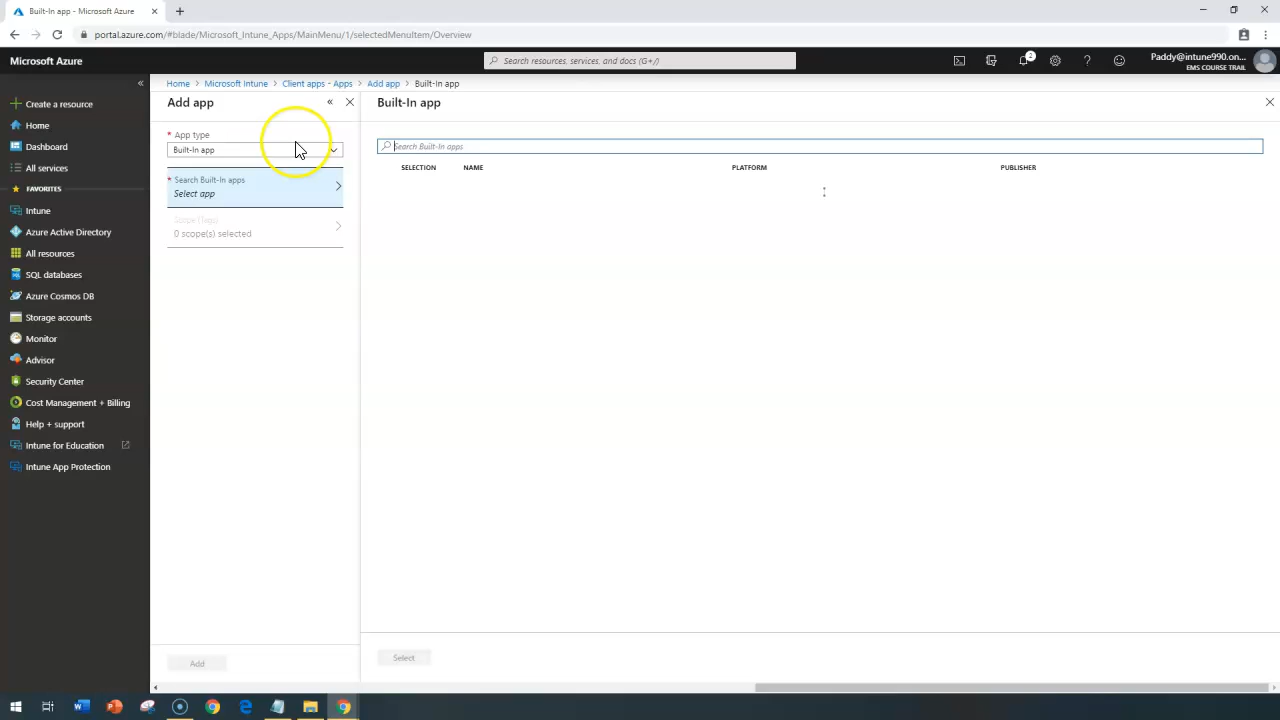 Built-In app - Microsoft Azure
portal.azure.com/#blade/Microsoft_Intune_Apps/MainMenu/1/selectedMenuItem/Overview
Microsoft Azure
Search resources, services, and docs (G+/)
2
Paddy@intune990.on...
EMS COURSE TRAIL
Home > Microsoft Intune > Client apps - Apps > Add app > Built-In app
Create a resource
Home
Dashboard
All services
FAVORITES
Intune
Azure Active Directory
All resources
SQL databases
Azure Cosmos DB
Storage accounts
Monitor
Advisor
Security Center
Cost Management + Billing
Help + support
Intune for Education
Intune App Protection
Add app
* App type
Built-In app
* Search Built-In apps
Select app
Scope (Tags)
0 scope(s) selected
Add
Built-In app
Search Built-In apps
SELECTION NAME PLATFORM PUBLISHER
Select